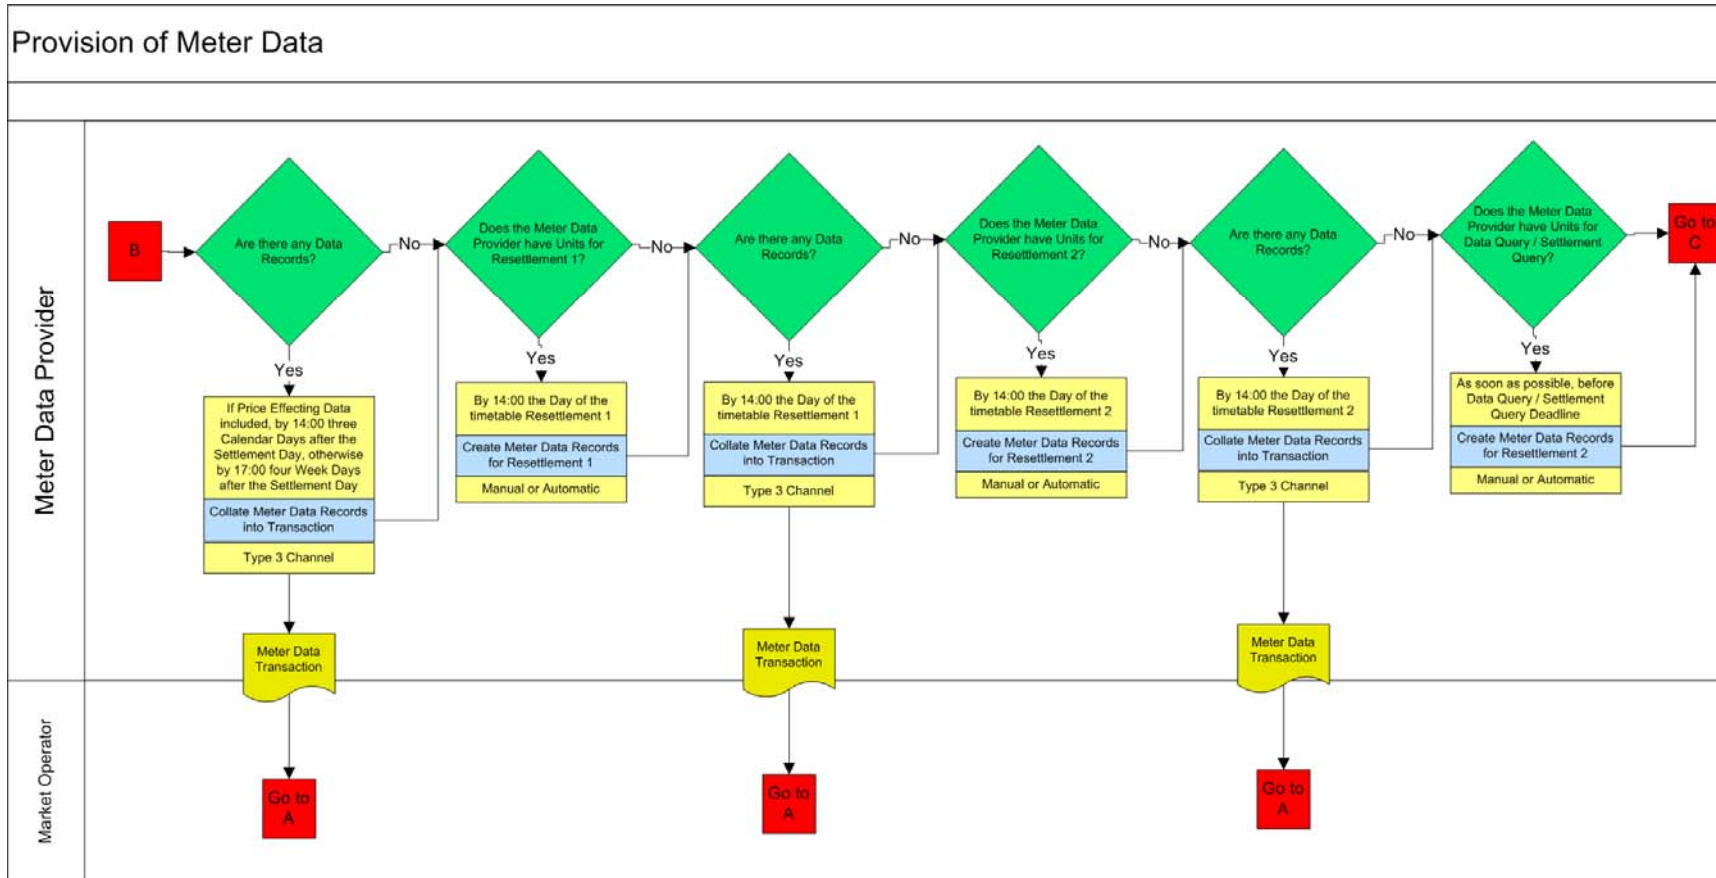 Provision of Meter Data
Meter Data Provider
B
Are there any Data
Records?
No
Yes
If Price Effecting Data
included, by 14:00 three
Calendar Days after the
Settlement Day, otherwise
by 17:00 four Week Days
after the Settlement Day
Collate Meter Data Records
into Transaction
Type 3 Channel
Meter Data
Transaction
Does the Meter Data
Provider have Units for
Resettlement 1?
No
Yes
By 14:00 the Day of the
timetable Resettlement 1
Create Meter Data Records
for Resettlement 1
Manual or Automatic
Are there any Data
Records?
No
Yes
By 14:00 the Day of the
timetable Resettlement 1
Collate Meter Data Records
into Transaction
Type 3 Channel
Meter Data
Transaction
Does the Meter Data
Provider have Units for
Resettlement 2?
No
Yes
By 14:00 the Day of the
timetable Resettlement 2
Create Meter Data Records
for Resettlement 2
Manual or Automatic
Are there any Data
Records?
No
Yes
By 14:00 the Day of the
timetable Resettlement 2
Collate Meter Data Records
into Transaction
Type 3 Channel
Meter Data
Transaction
Does the Meter Data
Provider have Units for
Data Query / Settlement
Query?
Yes
As soon as possible, before
Data Query / Settlement
Query Deadline
Create Meter Data Records
for Resettlement 2
Manual or Automatic
Go to
C
Market Operator
Go to
A
Go to
A
Go to
A